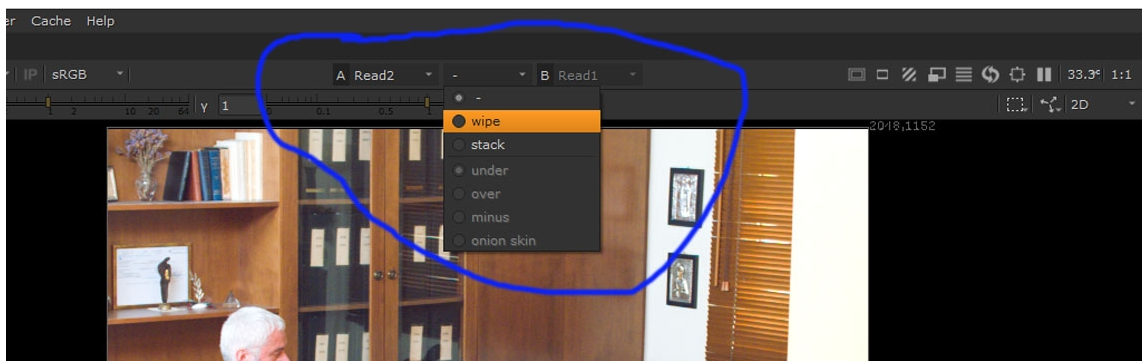 er Cache Help
IP sRGB A Read2 - B Read1 33.3 1:1
1 2 10 20 64 γ 1 0 0.1 0.5 1 2D
-
wipe
2048,1152
stack
under
over
minus
onion skin